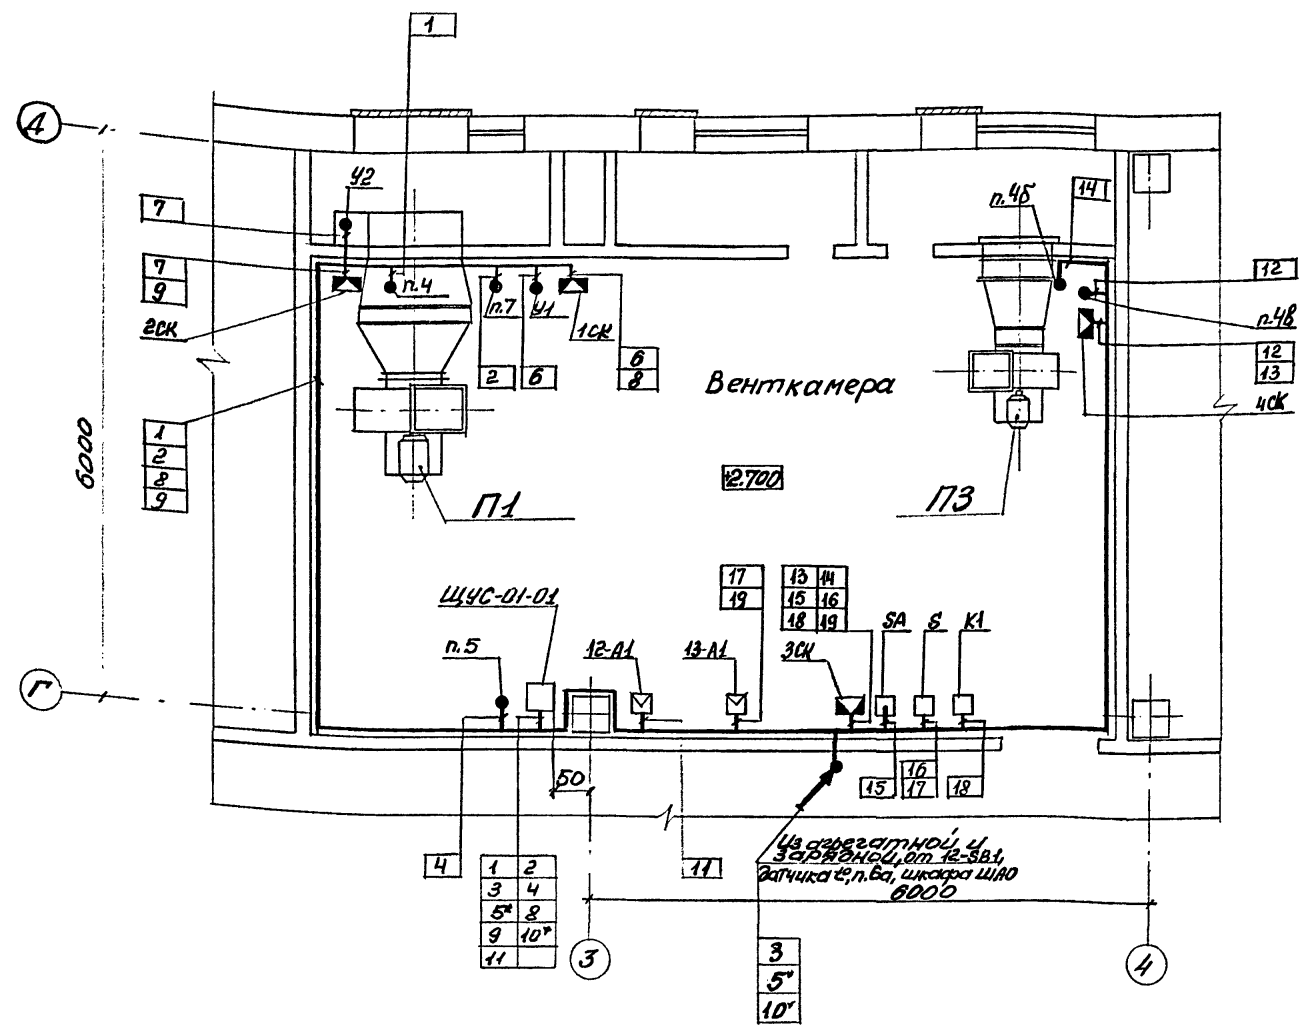 1
Д
У2
7
7
9
2СК
п.4
п.7
У1
1СК
2
6
6
8
п.4б
14
12
п.4в
12
13
4СК
Венткамера
1
2
8
9
6000
+2.700
П1
П3
ЩУС-01-01
п.5
12-А1
13-А1
17
19
13 14
15 16
18 19
3СК
SA
S
К1
Г
50
15
16
17
18
4
1 2
3 4
5* 8
9 10*
11
11
Из агрегатной и
зарядной, от 12-SB1,
датчика t°, п.6а, шкафа ШАО
6000
3
5*
10*
3
4